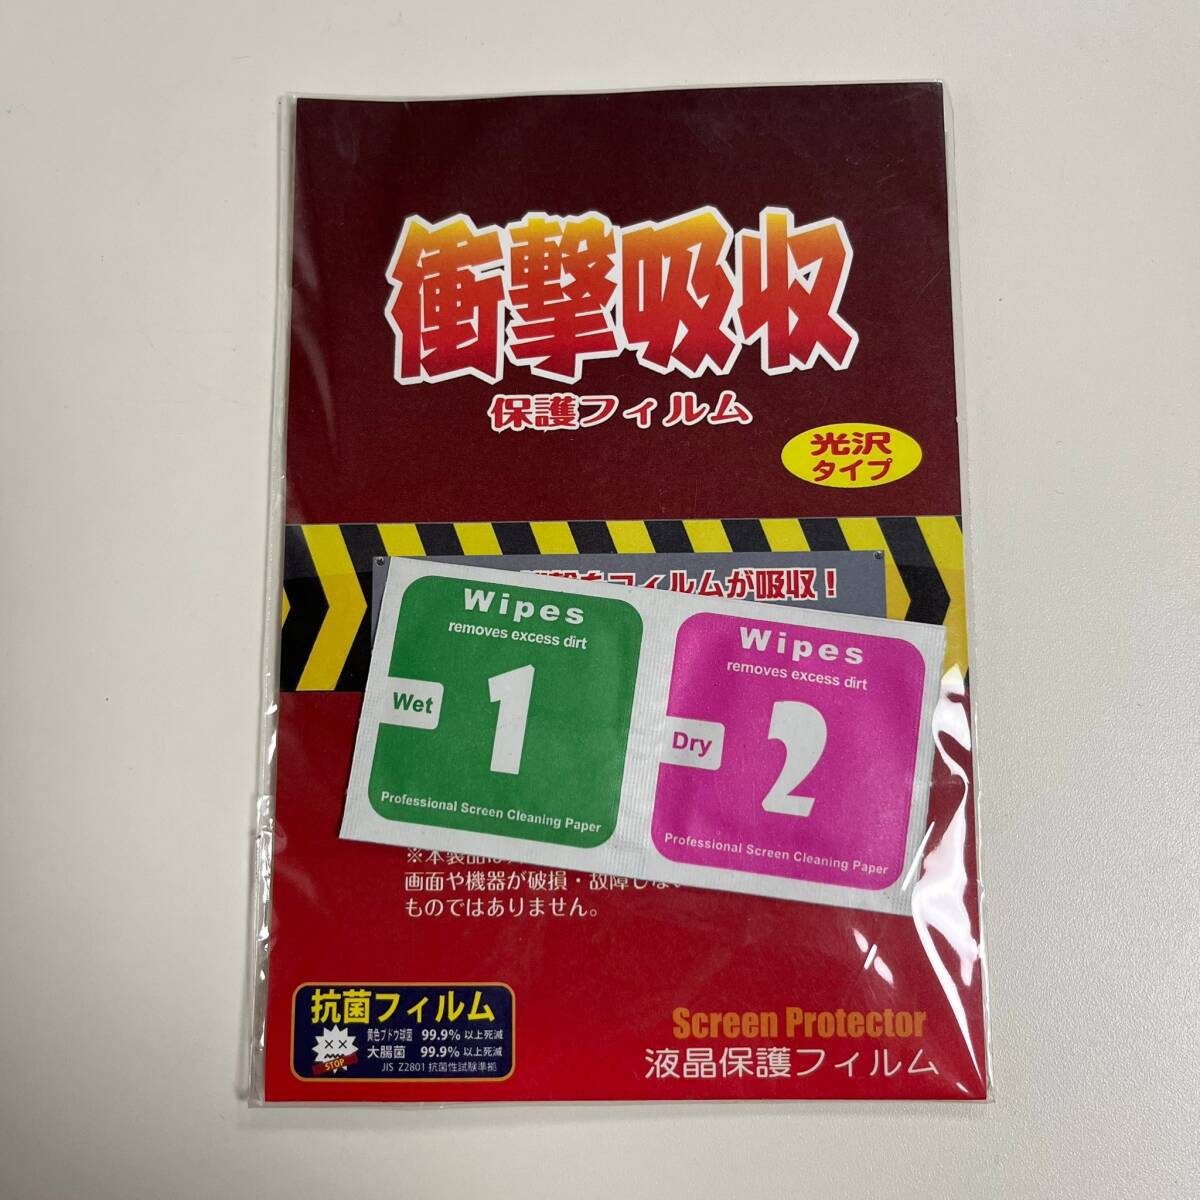 衝撃吸収
保護フィルム
光沢
タイプ
フィルムが吸収！
Wipes
removes excess dirt
Wet
1
Professional Screen Cleaning Paper
Wipes
removes excess dirt
Dry
2
Professional Screen Cleaning Paper
※本製品は
画面や機器が破損・故障しない
ものではありません。
抗菌フィルム
黄色ブドウ球菌 99.9% 以上死滅
大腸菌 99.9% 以上死滅
STOP
JIS Z2801 抗菌性試験準拠
Screen Protector
液晶保護フィルム